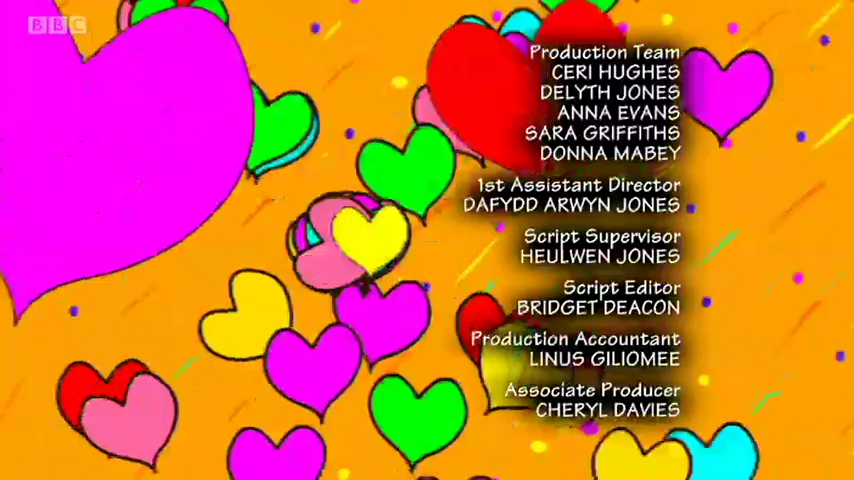 BBC
Production Team
CERI HUGHES
DELYTH JONES
ANNA EVANS
SARA GRIFFITHS
DONNA MABEY
1st Assistant Director
DAFYDD ARWYN JONES
Script Supervisor
HEULWEN JONES
Script Editor
BRIDGET DEACON
Production Accountant
LINUS GILIOMEE
Associate Producer
CHERYL DAVIES